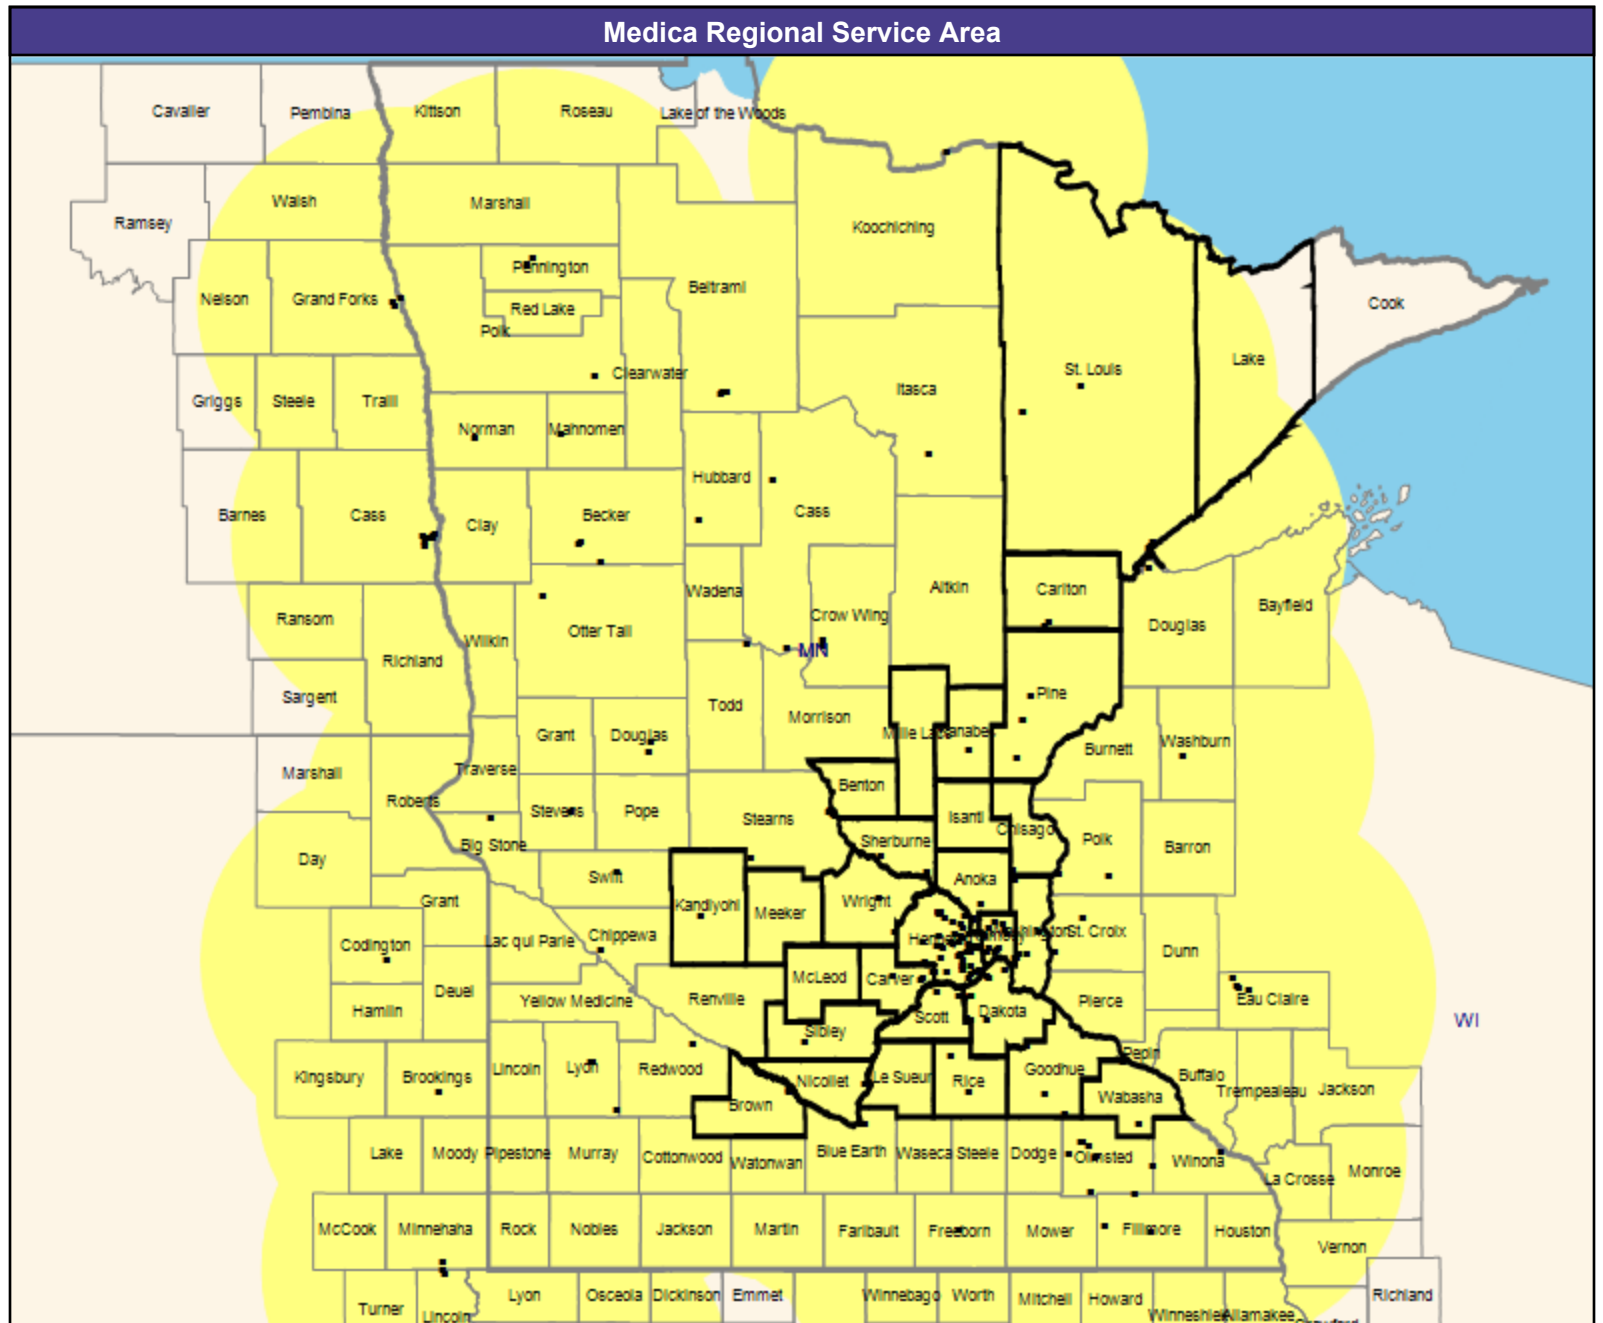 Medica Regional Service Area
Cavalier Pembina Kittson Roseau Lake of the Woods
Walsh Marshall
Ramsey Koochiching
Pennington
Nelson Grand Forks Red Lake Beltrami Cook
Polk
Clearwater Itasca St. Louis Lake
Griggs Steele Traill
Norman Mahnomen
Hubbard
Barnes Cass Clay Becker Cass
Wadena Aitkin Carlton
Ransom Otter Tail Crow Wing Douglas Bayfield
Richland Wilkin
MN
Sargent Todd Morrison Pine
Grant Douglas Mille Lacs Kanabec Burnett Washburn
Marshall Traverse
Roberts Stevens Pope Benton
Stearns Isanti Chisago
Big Stone Sherburne Polk Barron
Day
Swift Anoka
Grant Kandiyohi Meeker Wright
Codington Lac qui Parle Chippewa Hennepin Ramsey Washington St. Croix Dunn
McLeod Carver
Deuel Yellow Medicine Renville Pierce Eau Claire
Hamlin Scott Dakota WI
Sibley
Pepin
Kingsbury Brookings Lincoln Lyon Redwood Nicollet Le Sueur Rice Goodhue Buffalo
Brown Wabasha Trempealeau Jackson
Lake Moody Pipestone Murray Cottonwood Watonwan Blue Earth Waseca Steele Dodge Olmsted Winona
La Crosse Monroe
McCook Minnehaha Rock Nobles Jackson Martin Faribault Freeborn Mower Fillmore Houston
Vernon
Turner Lincoln Lyon Osceola Dickinson Emmet Winnebago Worth Mitchell Howard Richland
Winneshiek Allamakee Crawford